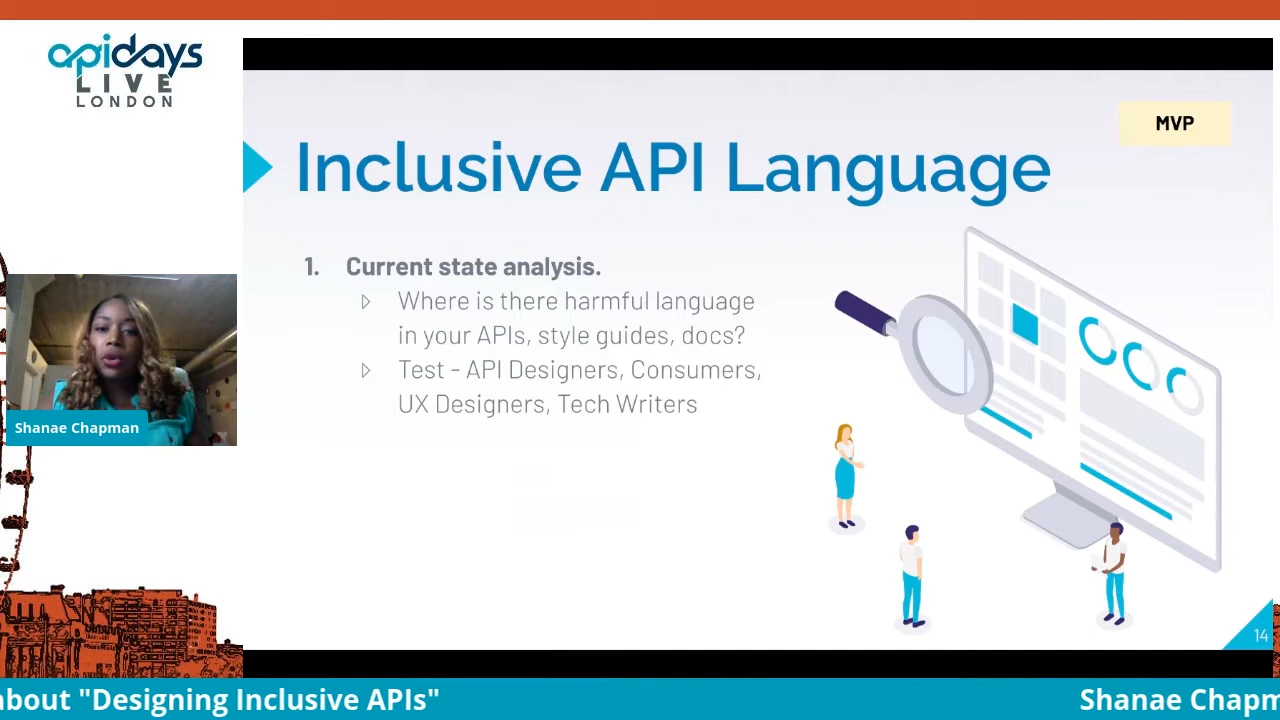 apidays
LIVE
LONDON
MVP
Inclusive API Language
1. Current state analysis.
Where is there harmful language
in your APIs, style guides, docs?
Test - API Designers, Consumers,
UX Designers, Tech Writers
Shanae Chapman
14
about "Designing Inclusive APIs"
Shanae Chapm